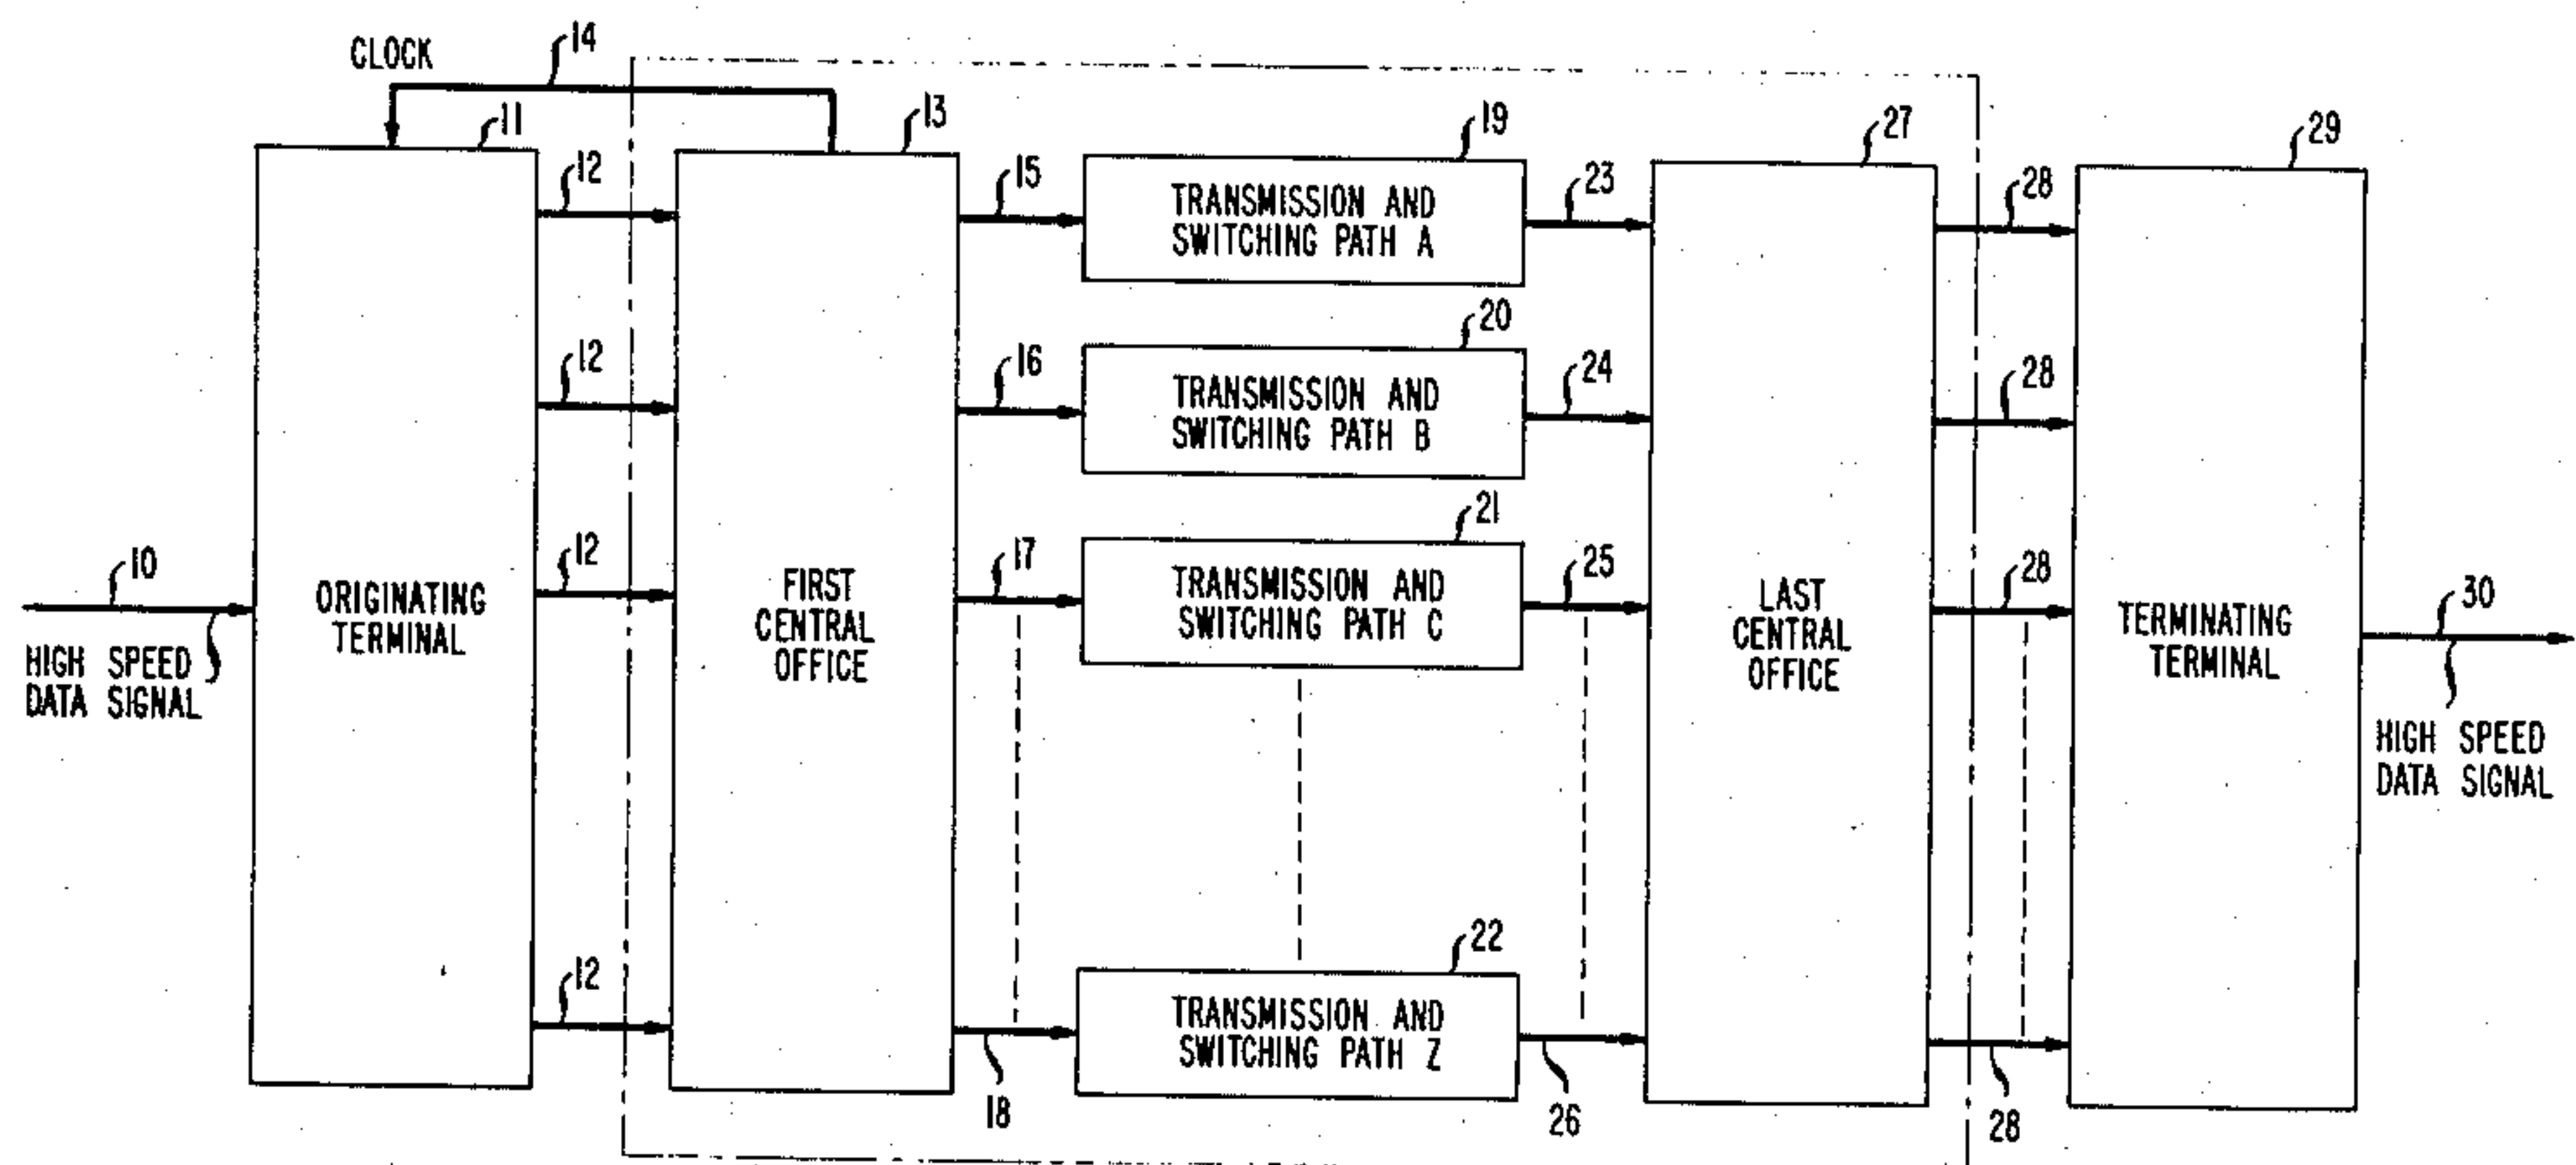 CLOCK
14
11
13
19
27
29
12
15
TRANSMISSION AND
SWITCHING PATH A
23
28
20
12
16
TRANSMISSION AND
SWITCHING PATH B
24
28
21
10
HIGH SPEED
DATA SIGNAL
ORIGINATING
TERMINAL
12
FIRST
CENTRAL
OFFICE
17
TRANSMISSION AND
SWITCHING PATH C
25
LAST
CENTRAL
OFFICE
28
TERMINATING
TERMINAL
30
HIGH SPEED
DATA SIGNAL
22
12
18
TRANSMISSION AND
SWITCHING PATH Z
26
28